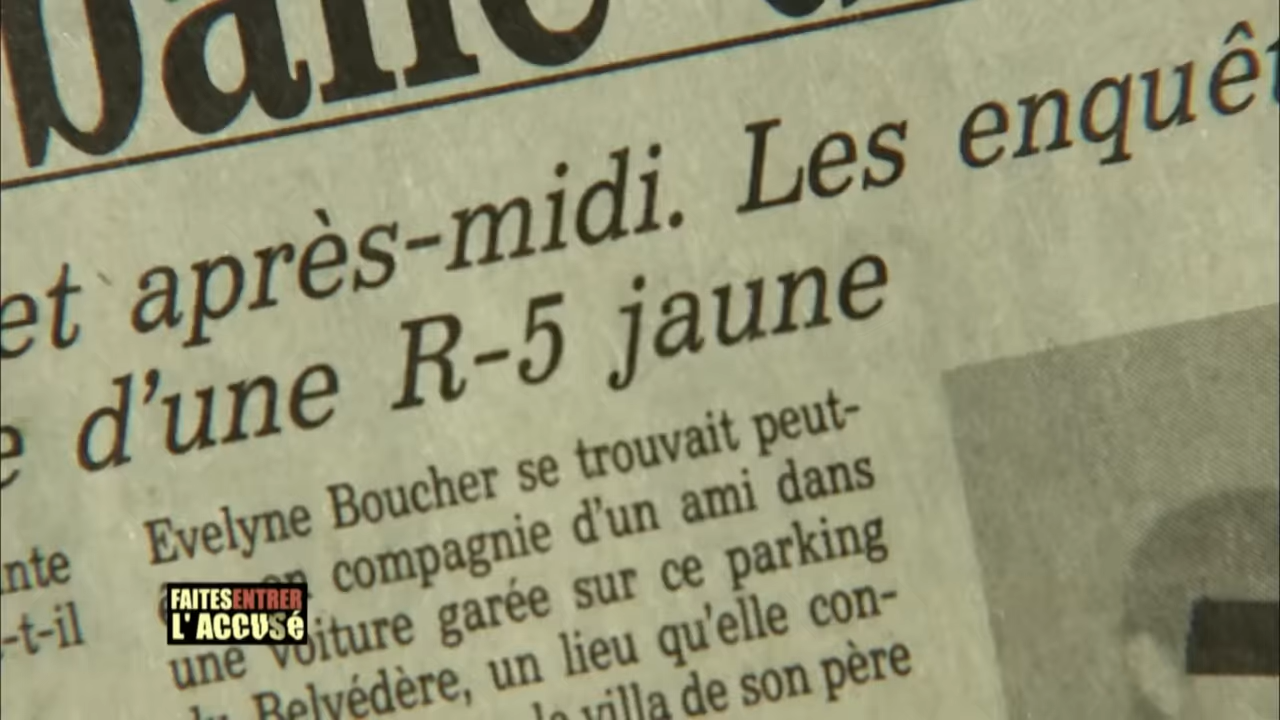 et après-midi. Les enquêt
d'une R-5 jaune
Evelyne Boucher se trouvait peut-
compagnie d'un ami dans
une voiture garée sur ce parking
Belvédère, un lieu qu'elle con-
villa de son père
nte
-t-il
FAITES ENTRER
L'ACCUSé